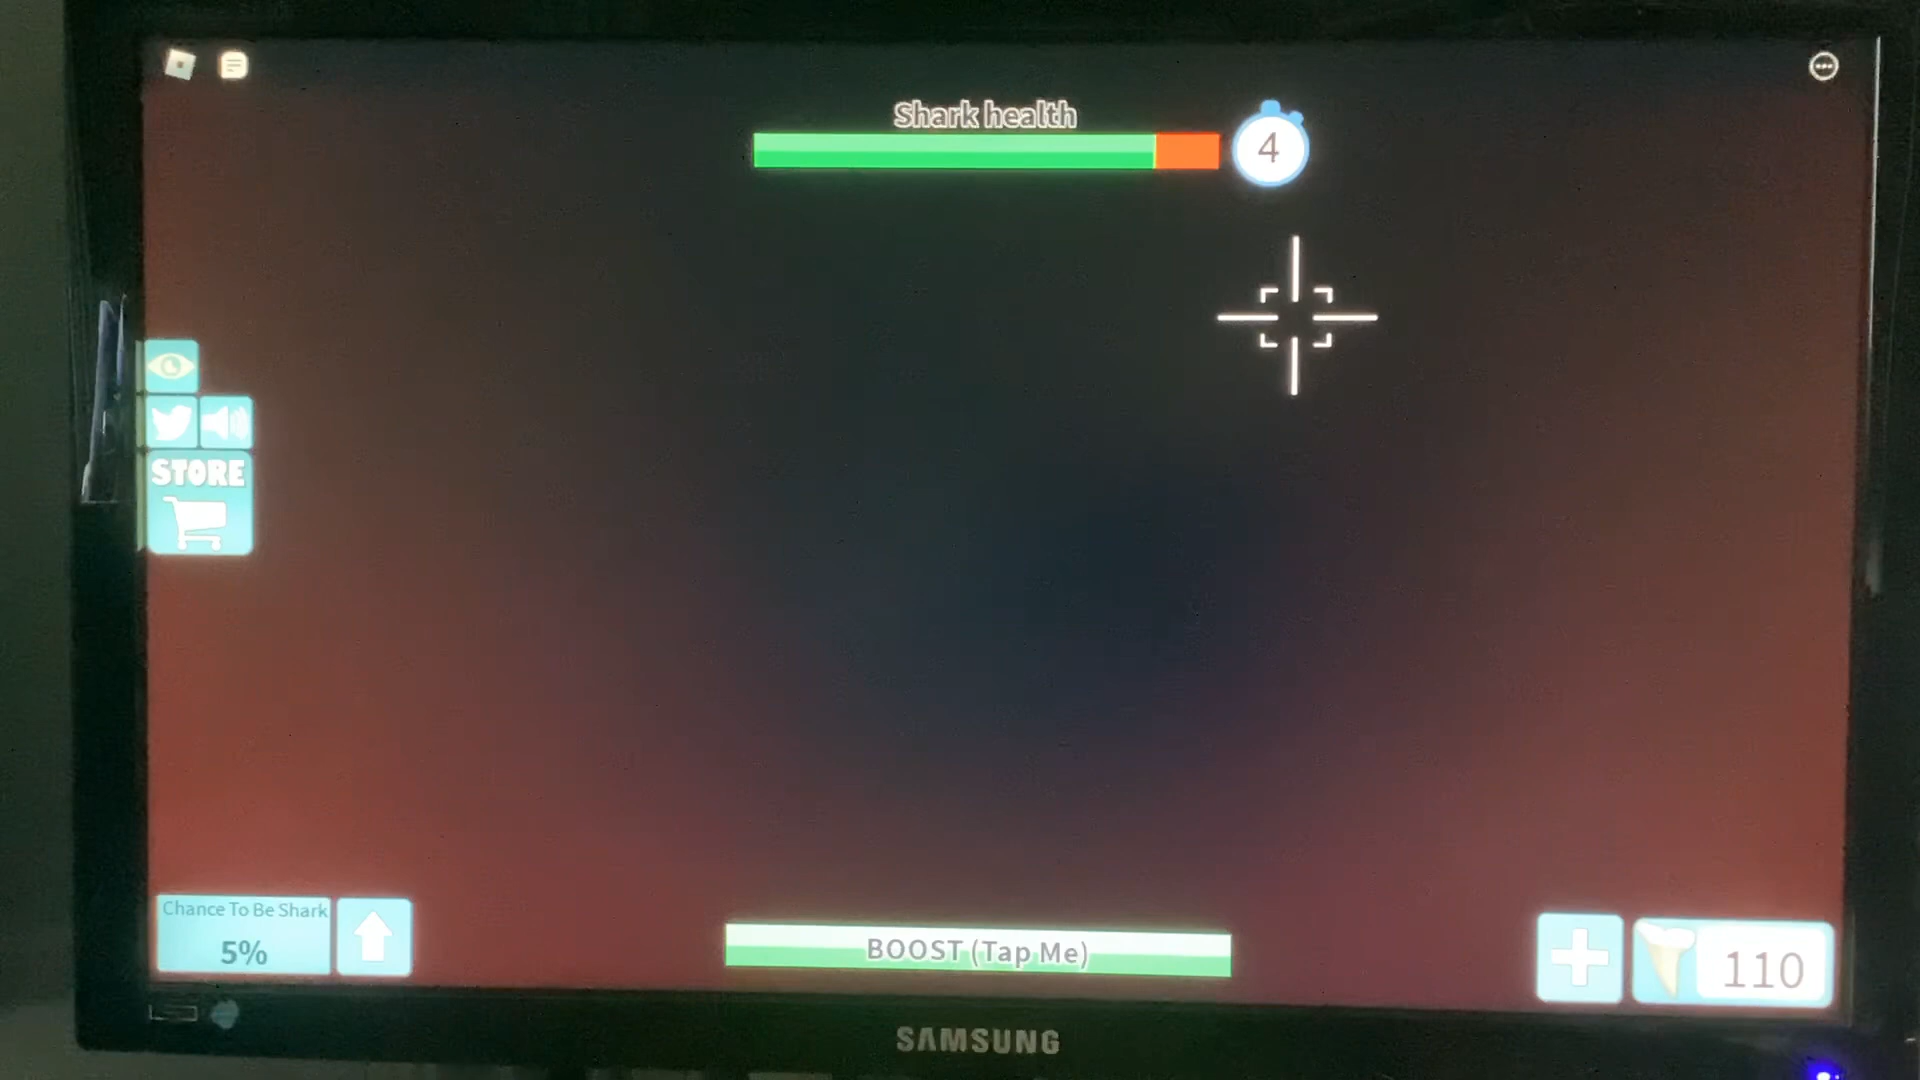 Shark health
4
STORE
Chance To Be Shark
5%
BOOST (Tap Me)
110
SAMSUNG